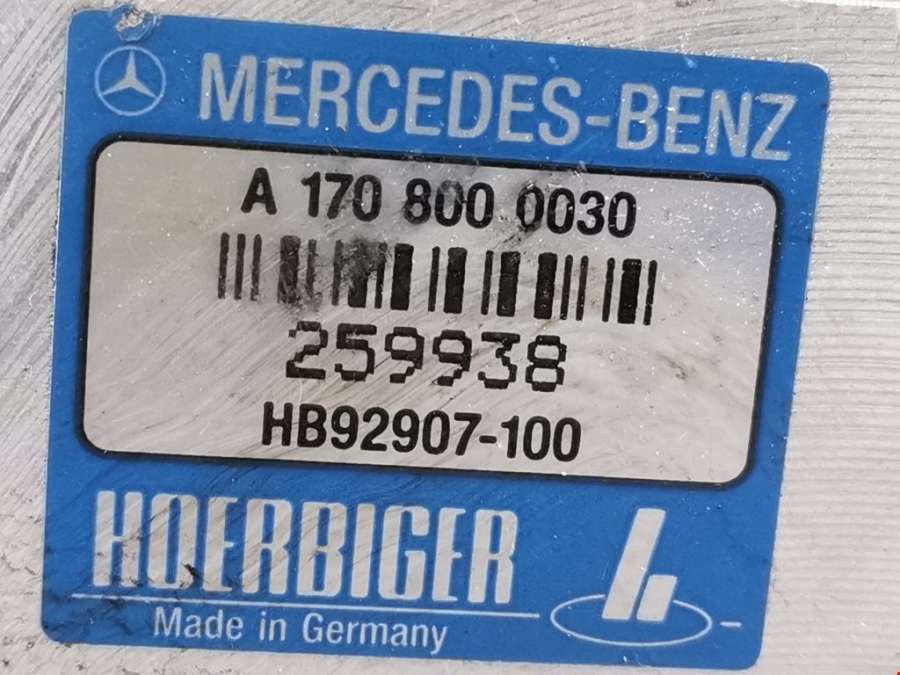 MERCEDES-BENZ
A 170 800 0030
259938
HB92907-100
HOERBIGER
Made in Germany